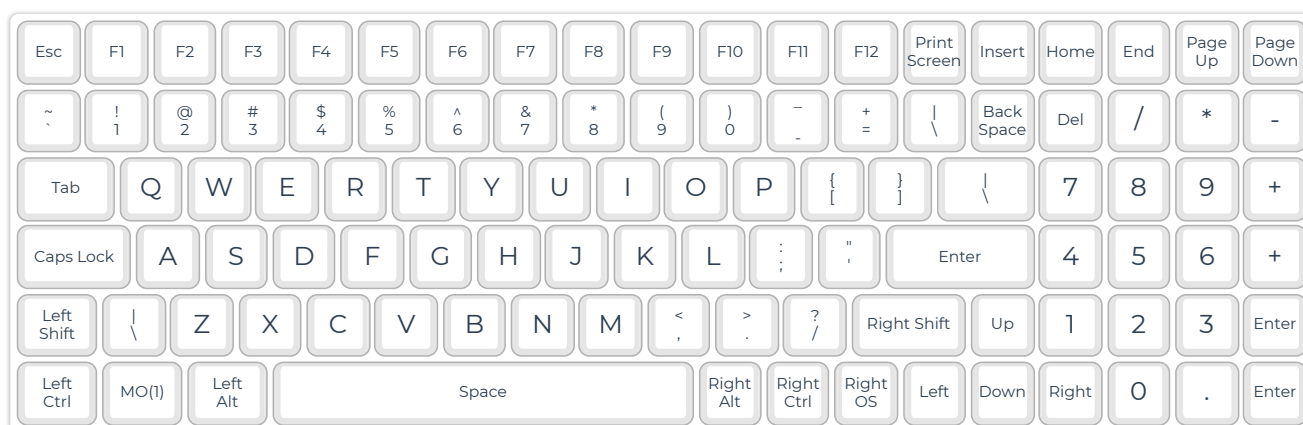 Esc F1 F2 F3 F4 F5 F6 F7 F8 F9 F10 F11 F12 Print Screen Insert Home End Page Up Page Down
~ ` ! 1 @ 2 # 3 $ 4 % 5 ^ 6 & 7 * 8 ( 9 ) 0 _ - + = | \ Back Space Del / * -
Tab Q W E R T Y U I O P { [ } ] | \ 7 8 9 +
Caps Lock A S D F G H J K L : ; " ' Enter 4 5 6 +
Left Shift | \ Z X C V B N M < , > . ? / Right Shift Up 1 2 3 Enter
Left Ctrl MO(1) Left Alt Space Right Alt Right Ctrl Right OS Left Down Right 0 . Enter